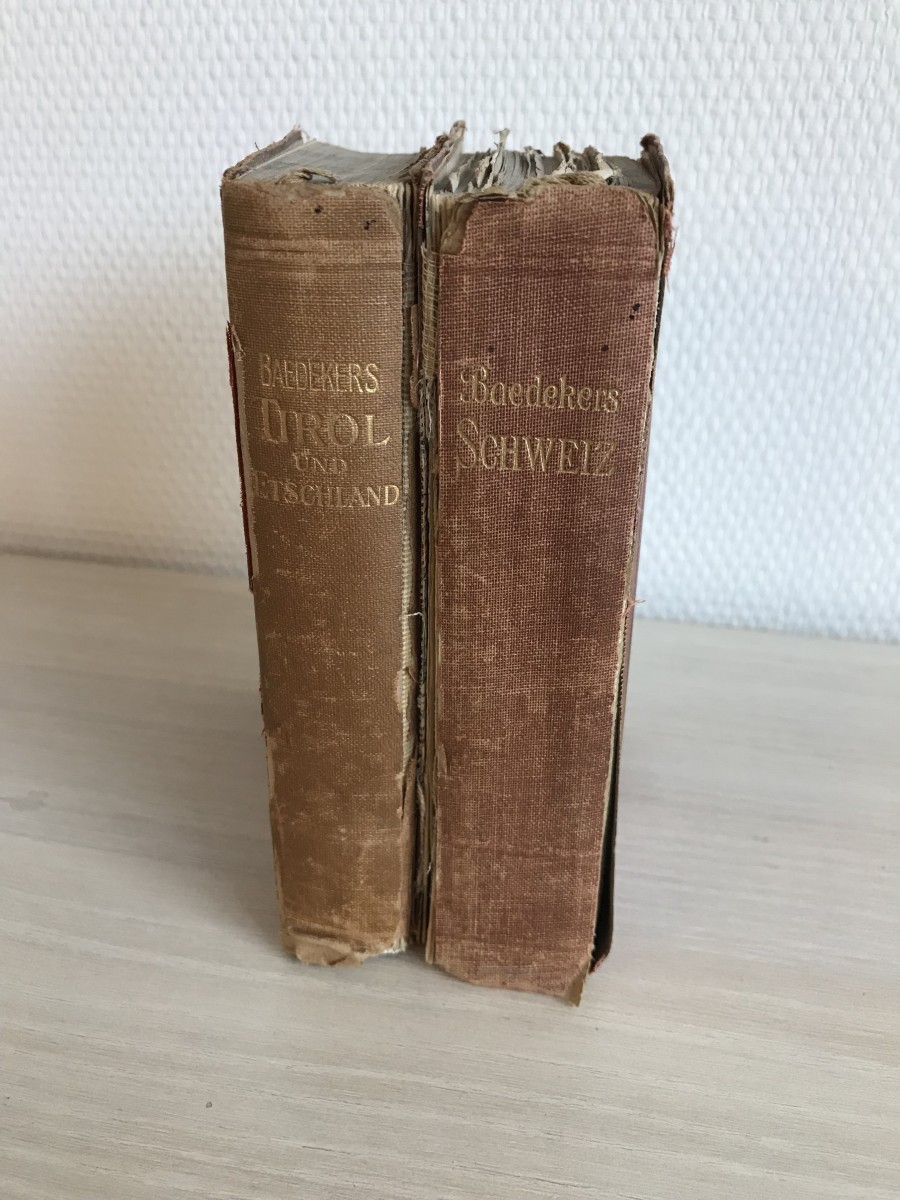 BAEDEKERS
TIROL
UND
ETSCHLAND
Baedekers
SCHWEIZ